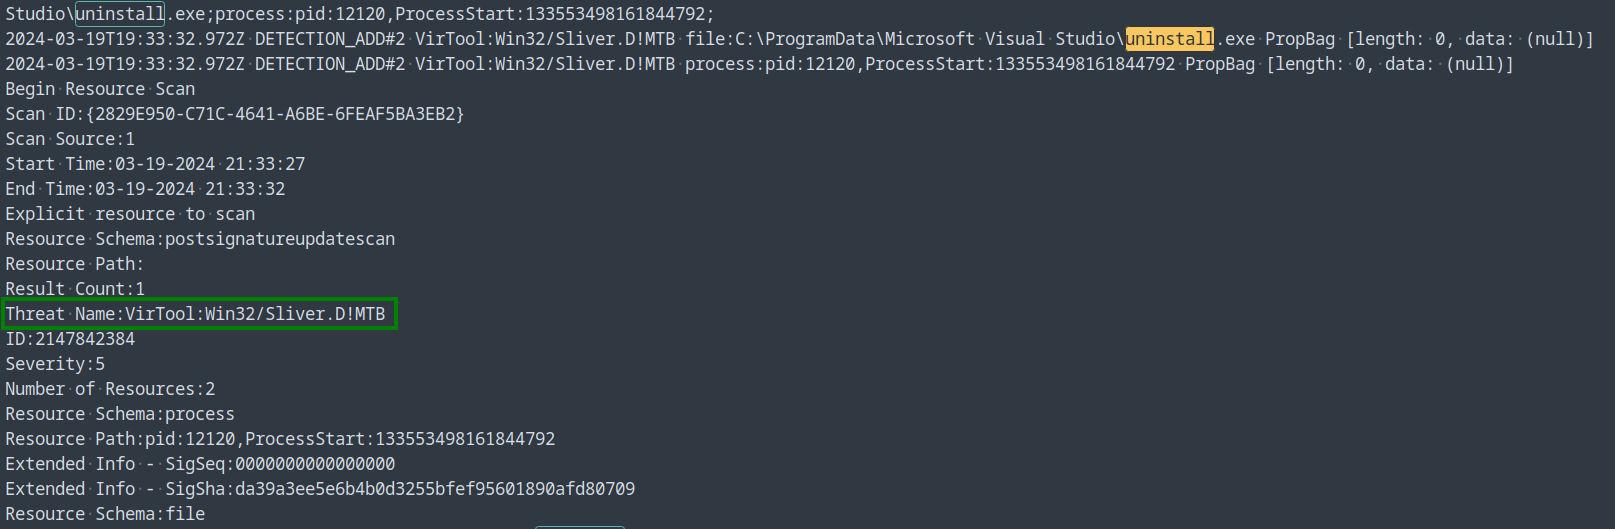 Studio\uninstall.exe;process:pid:12120,ProcessStart:133553498161844792;
2024-03-19T19:33:32.972Z DETECTION_ADD#2 VirTool:Win32/Sliver.D!MTB file:C:\ProgramData\Microsoft Visual Studio\uninstall.exe PropBag [length: 0, data: (null)]
2024-03-19T19:33:32.972Z DETECTION_ADD#2 VirTool:Win32/Sliver.D!MTB process:pid:12120,ProcessStart:133553498161844792 PropBag [length: 0, data: (null)]
Begin Resource Scan
Scan ID:{2829E950-C71C-4641-A6BE-6FEAF5BA3EB2}
Scan Source:1
Start Time:03-19-2024 21:33:27
End Time:03-19-2024 21:33:32
Explicit resource to scan
Resource Schema:postsignatureupdatescan
Resource Path:
Result Count:1
Threat Name:VirTool:Win32/Sliver.D!MTB
ID:2147842384
Severity:5
Number of Resources:2
Resource Schema:process
Resource Path:pid:12120,ProcessStart:133553498161844792
Extended Info - SigSeq:0000000000000000
Extended Info - SigSha:da39a3ee5e6b4b0d3255bfef95601890afd80709
Resource Schema:file